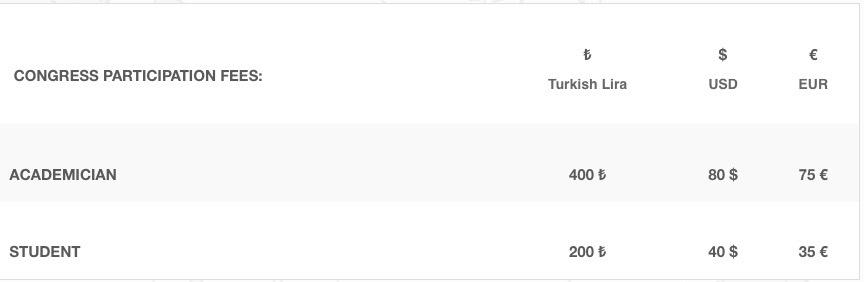 ₺ $ €
CONGRESS PARTICIPATION FEES:
Turkish Lira USD EUR
ACADEMICIAN 400 ₺ 80 $ 75 €
STUDENT 200 ₺ 40 $ 35 €